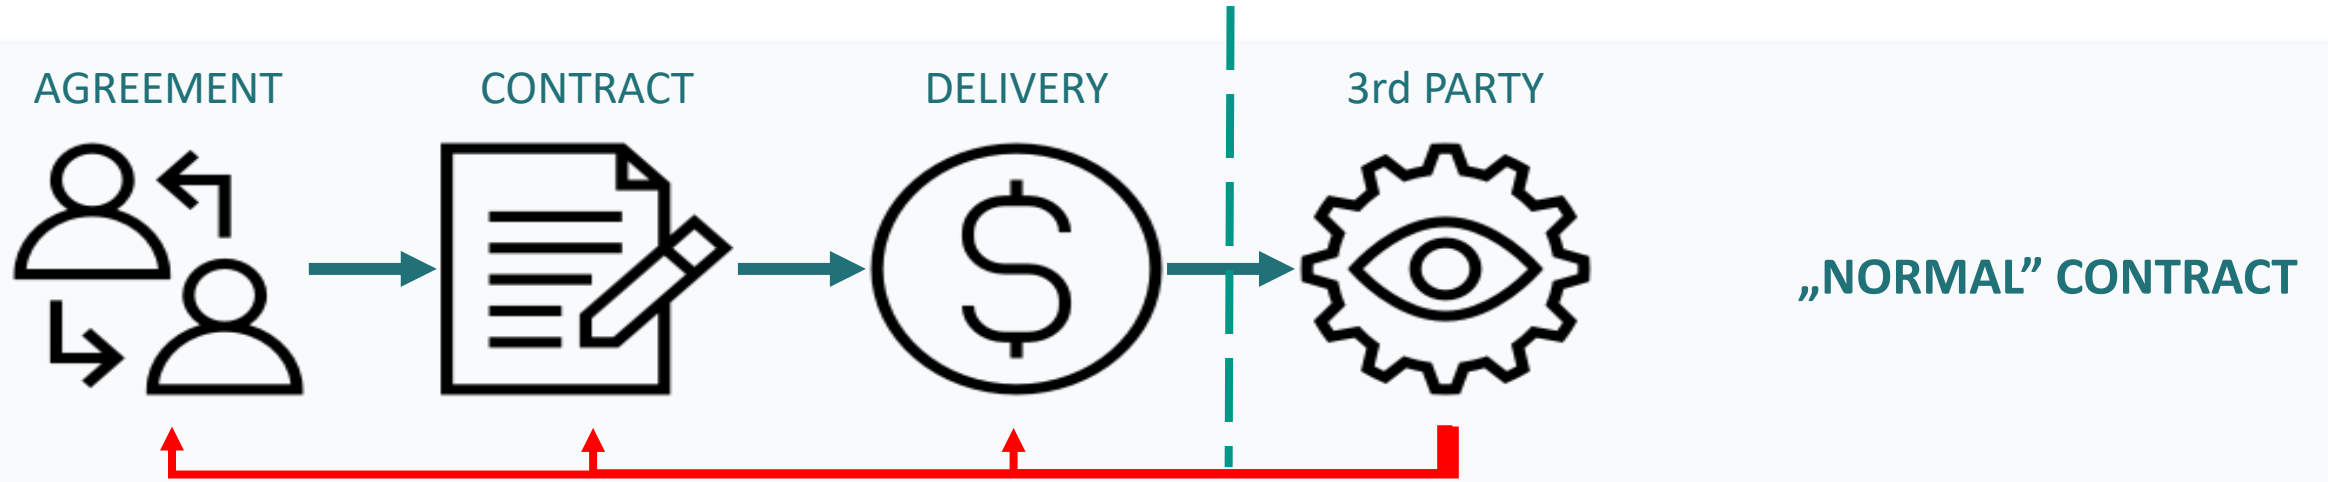 AGREEMENT
CONTRACT
DELIVERY
3rd PARTY
„NORMAL” CONTRACT